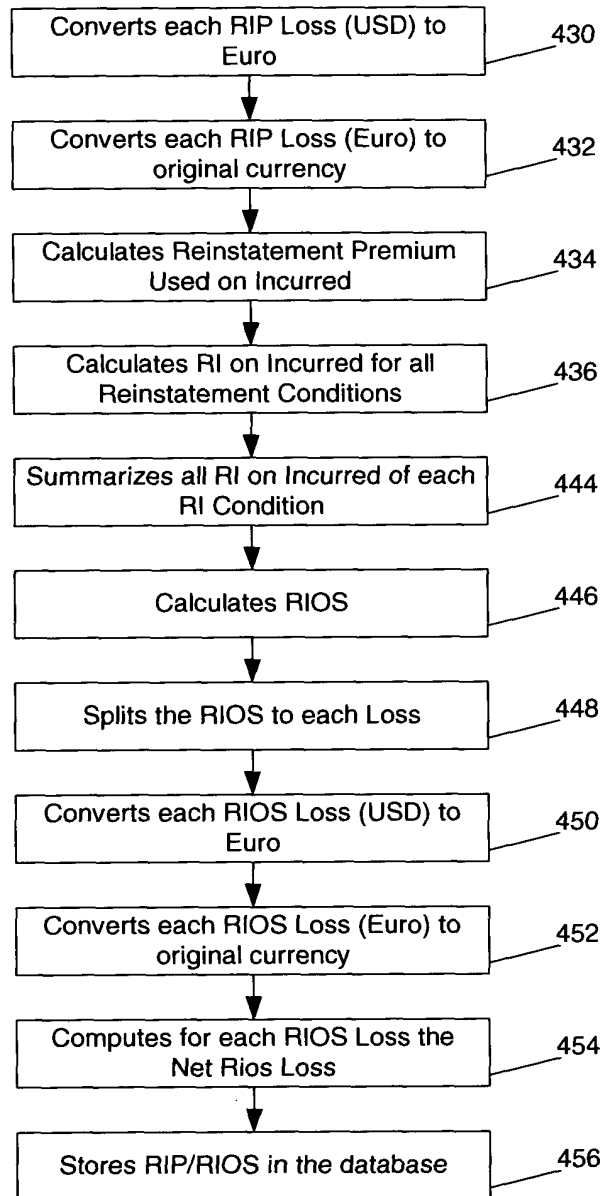 Converts each RIP Loss (USD) to
Euro
430
Converts each RIP Loss (Euro) to
original currency
432
Calculates Reinstatement Premium
Used on Incurred
434
Calculates RI on Incurred for all
Reinstatement Conditions
436
Summarizes all RI on Incurred of each
RI Condition
444
Calculates RIOS
446
Splits the RIOS to each Loss
448
Converts each RIOS Loss (USD) to
Euro
450
Converts each RIOS Loss (Euro) to
original currency
452
Computes for each RIOS Loss the
Net Rios Loss
454
Stores RIP/RIOS in the database
456